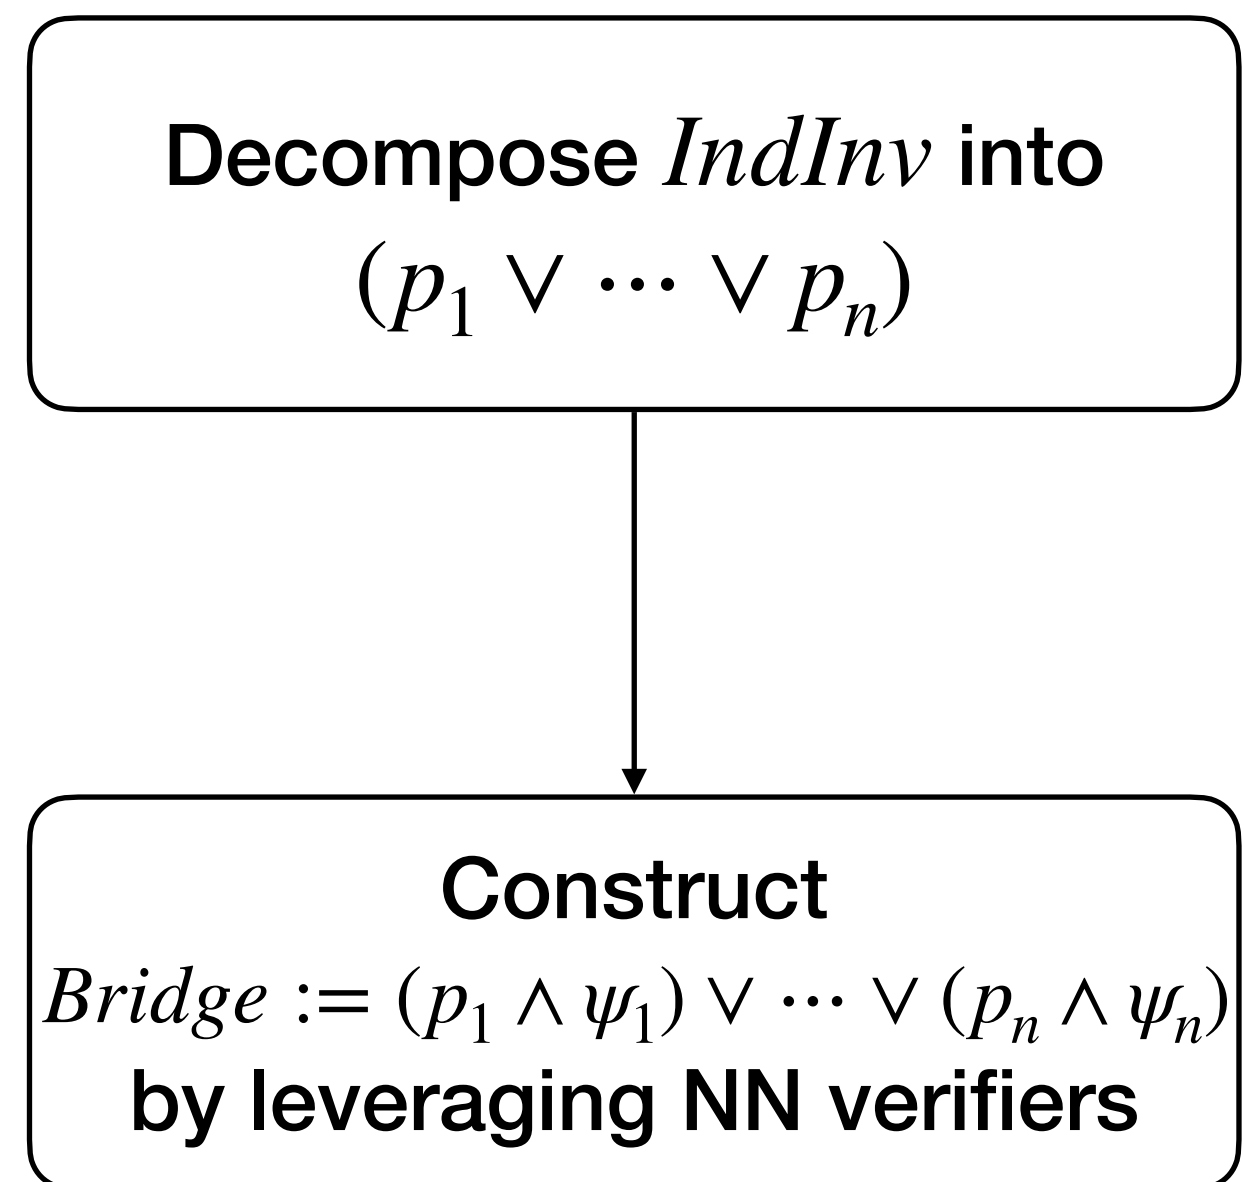 Decompose IndInv into
(p₁ ∨ ⋯ ∨ pₙ)
Construct
Bridge := (p₁ ∧ ψ₁) ∨ ⋯ ∨ (pₙ ∧ ψₙ)
by leveraging NN verifiers